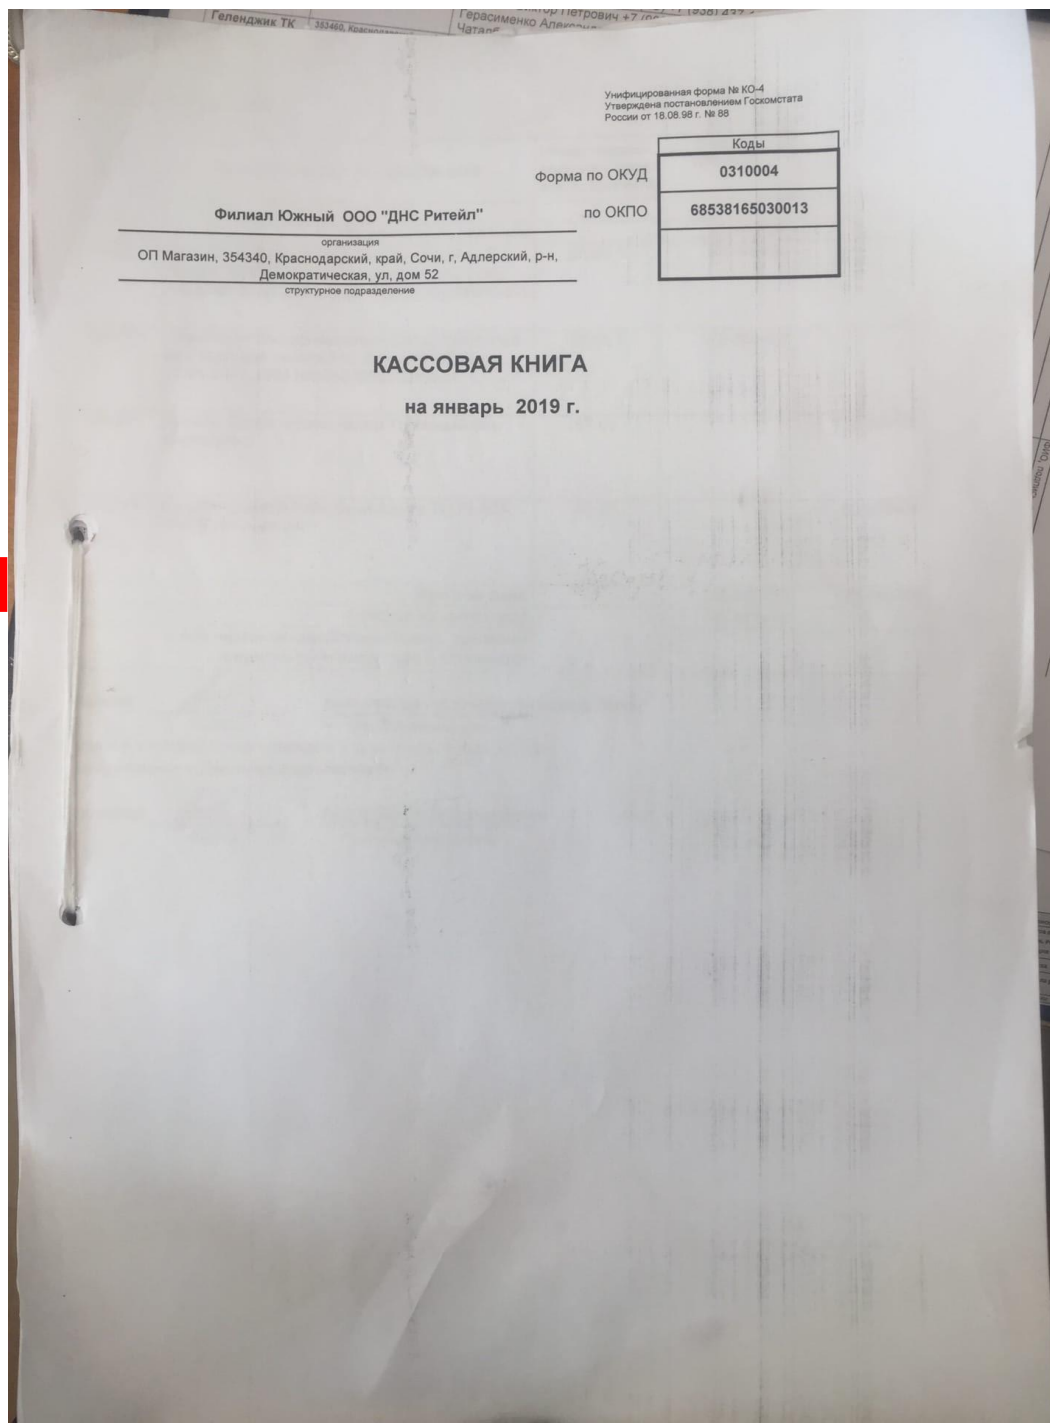 Геленджик ТК
Герасименко
Унифицированная форма № КО-4
Утверждена постановлением Госкомстата
России от 18.08.98 г. № 88
Коды
Форма по ОКУД 0310004
Филиал Южный ООО "ДНС Ритейл" по ОКПО 68538165030013
организация
ОП Магазин, 354340, Краснодарский, край, Сочи, г, Адлерский, р-н,
Демократическая, ул, дом 52
структурное подразделение
КАССОВАЯ КНИГА
на январь 2019 г.